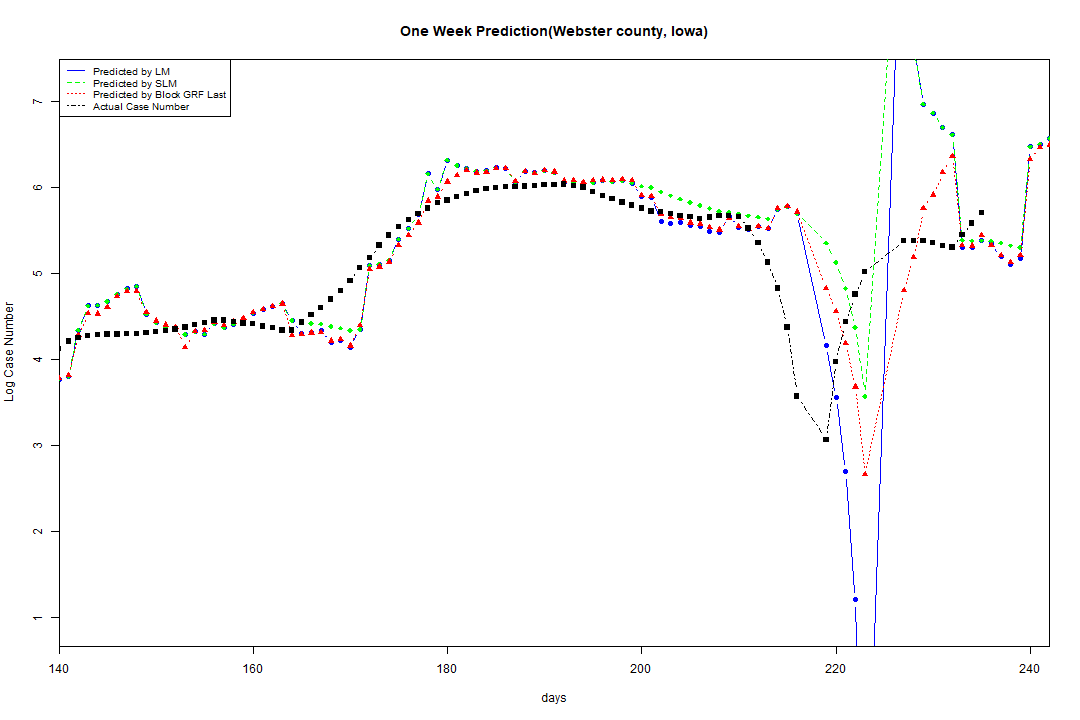 One Week Prediction(Webster county, Iowa)
Predicted by LM
Predicted by SLM
Predicted by Block GRF Last
Actual Case Number
7
6
5
4
3
2
1
Log Case Number
140 160 180 200 220 240
days